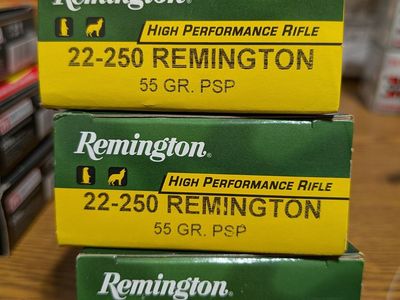 Remington®
HIGH PERFORMANCE RIFLE
22-250 REMINGTON
55 GR. PSP
Remington®
HIGH PERFORMANCE RIFLE
22-250 REMINGTON
55 GR. PSP
Remington®